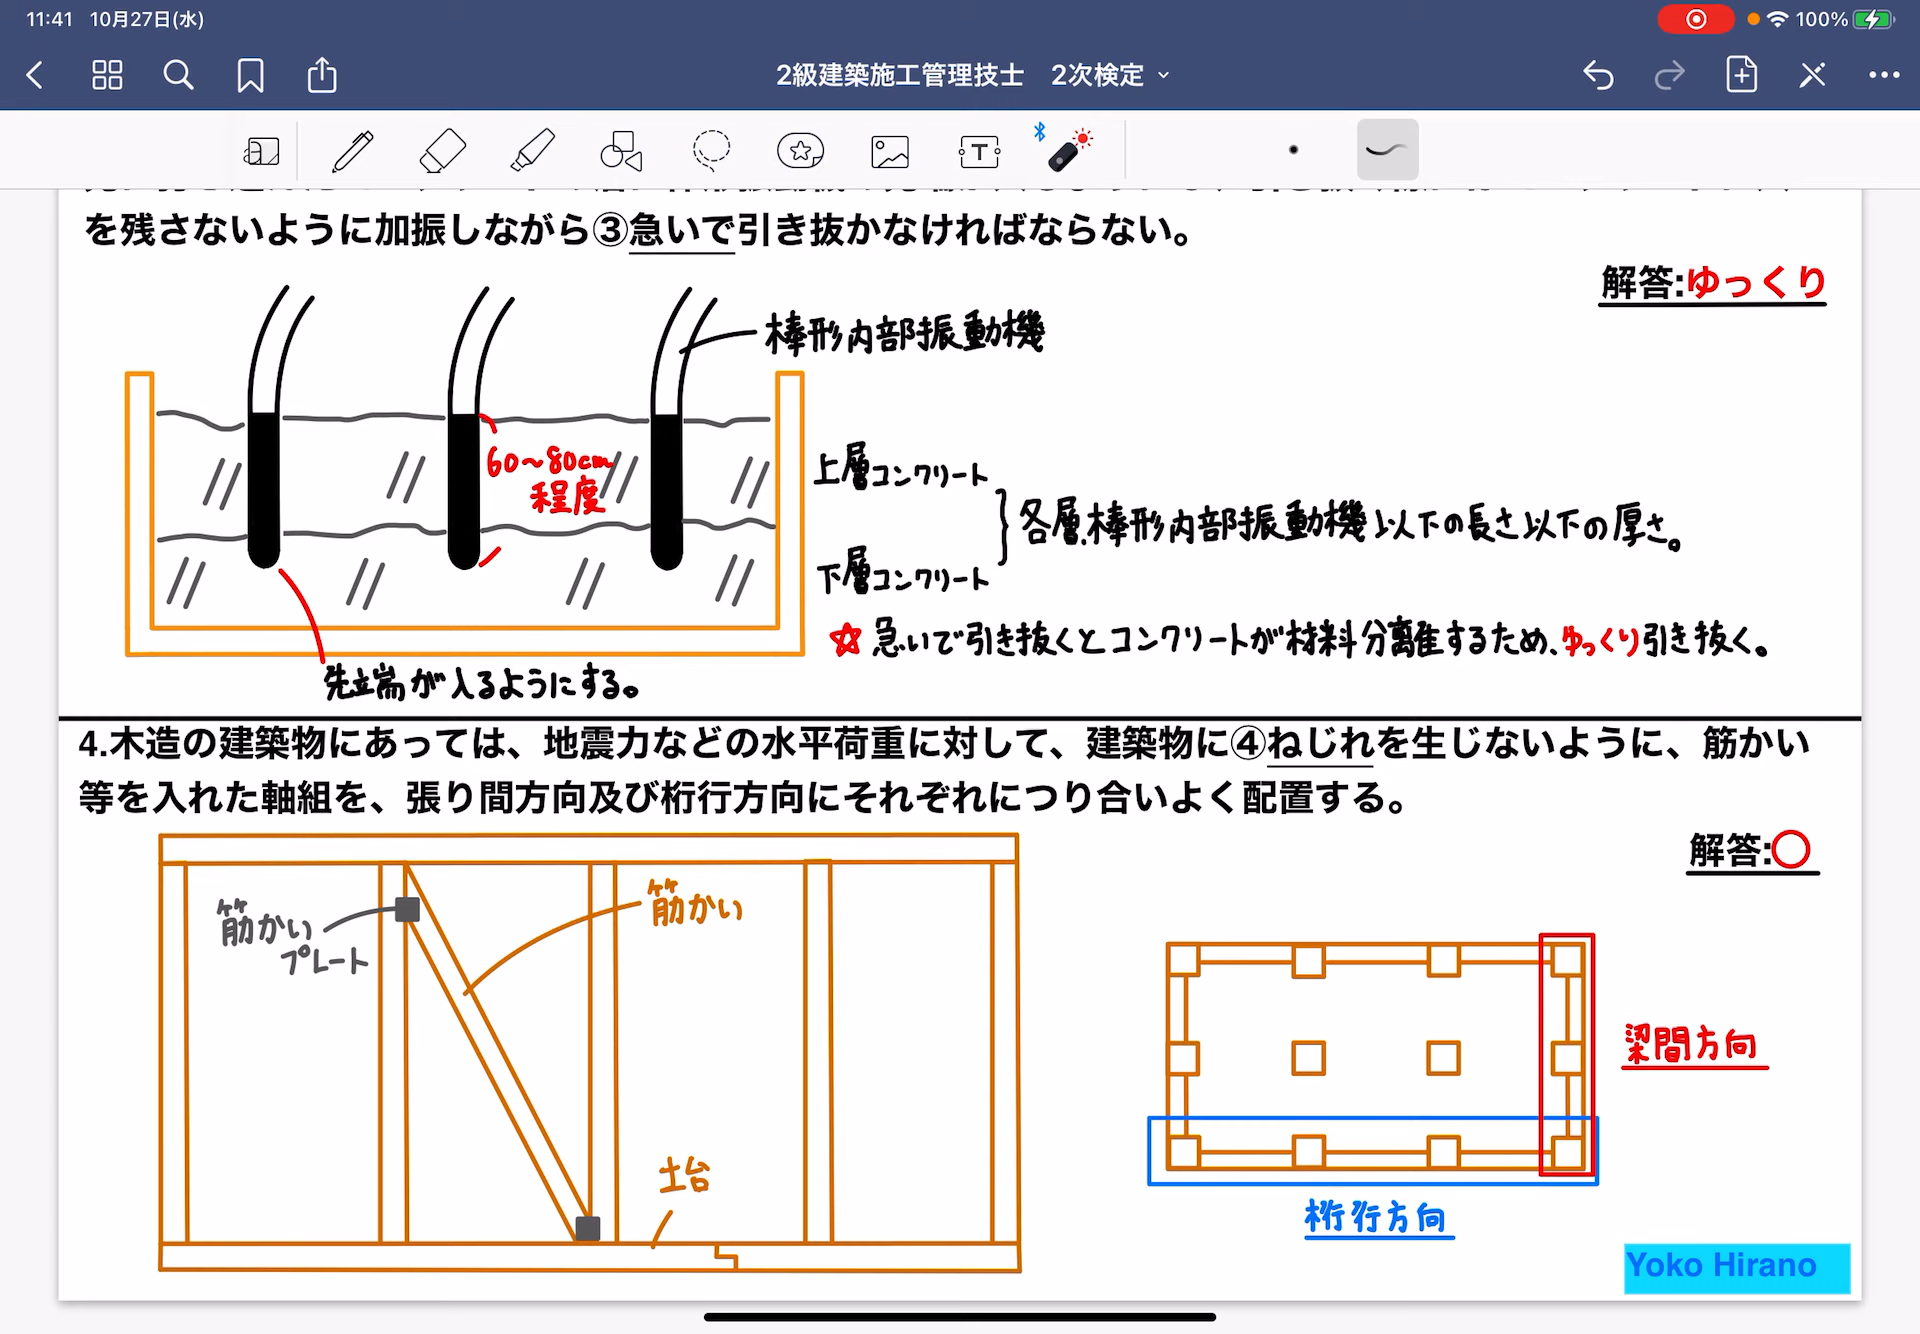 11:41 10月27日(水)
100%
2級建築施工管理技士 2次検定
を残さないように加振しながら③急いで引き抜かなければならない。
解答:ゆっくり
棒形内部振動機
60〜80cm
程度
上層コンクリート
各層、棒形内部振動機以下の長さ以下の厚さ。
下層コンクリート
☆急いで引き抜くとコンクリートが材料分離するため、ゆっくり引き抜く。
先端が入るようにする。
4.木造の建築物にあっては、地震力などの水平荷重に対して、建築物に④ねじれを生じないように、筋かい
等を入れた軸組を、張り間方向及び桁行方向にそれぞれにつり合いよく配置する。
解答:○
筋かい
プレート
筋かい
土台
梁間方向
桁行方向
Yoko Hirano